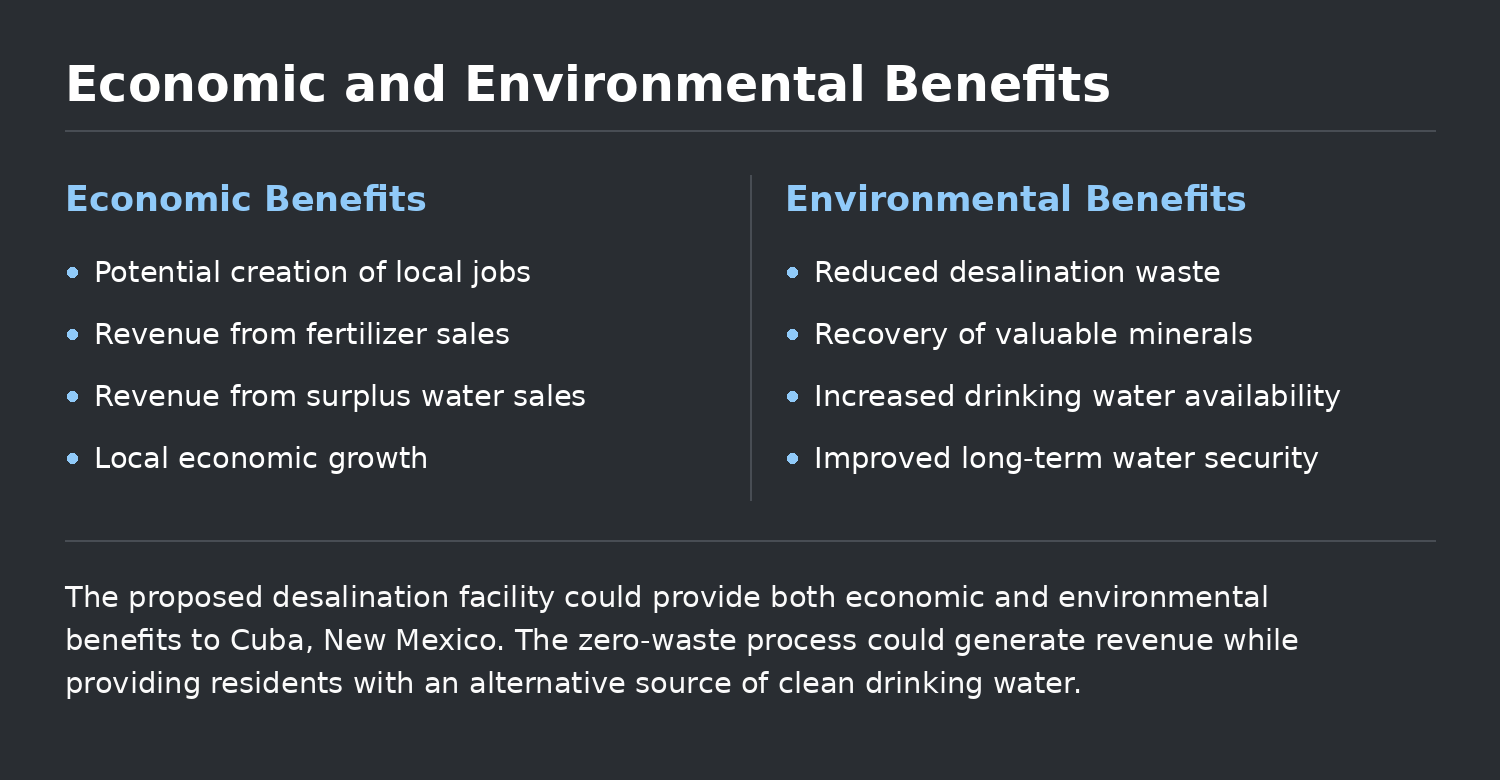 Economic and Environmental Benefits
Economic Benefits
• Potential creation of local jobs
• Revenue from fertilizer sales
• Revenue from surplus water sales
• Local economic growth
Environmental Benefits
• Reduced desalination waste
• Recovery of valuable minerals
• Increased drinking water availability
• Improved long-term water security
The proposed desalination facility could provide both economic and environmental
benefits to Cuba, New Mexico. The zero-waste process could generate revenue while
providing residents with an alternative source of clean drinking water.